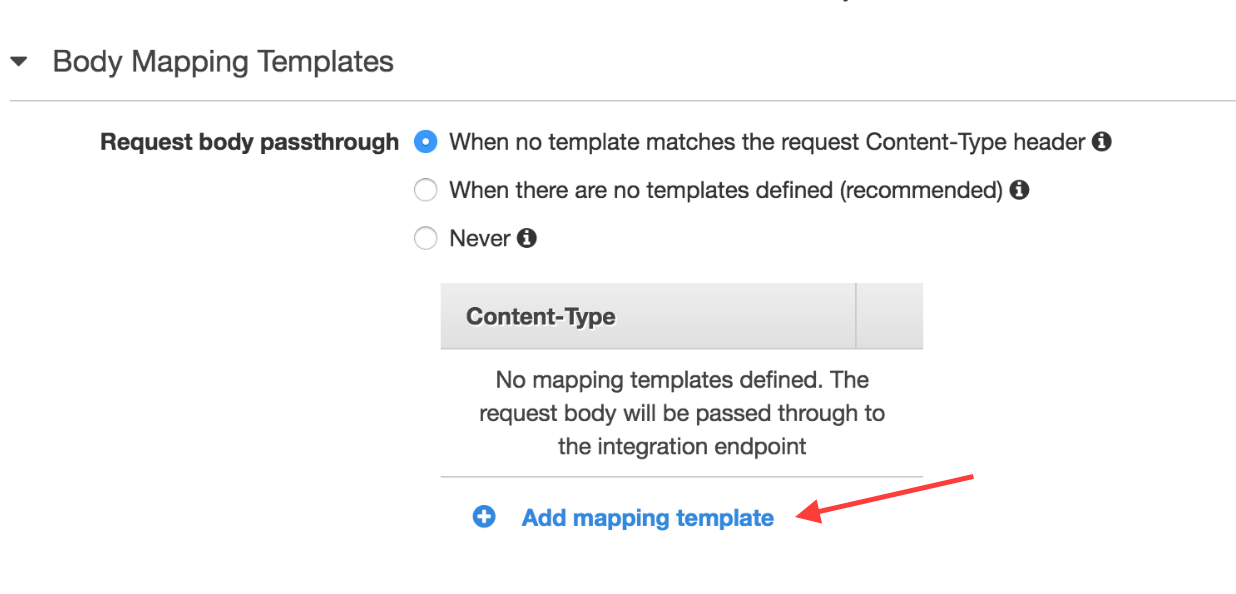 Body Mapping Templates
Request body passthrough When no template matches the request Content-Type header
When there are no templates defined (recommended)
Never
Content-Type
No mapping templates defined. The
request body will be passed through to
the integration endpoint
Add mapping template